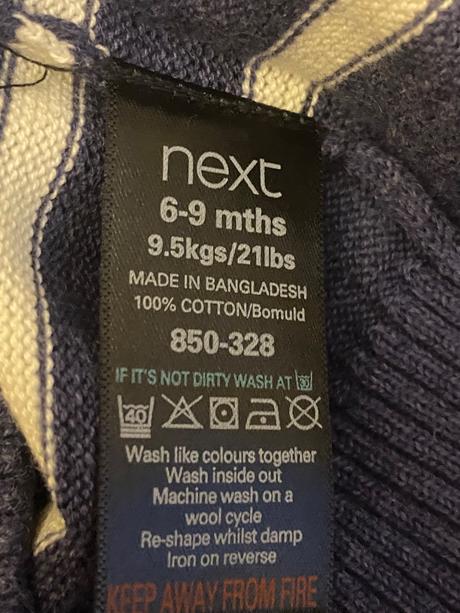 next
6-9 mths
9.5kgs/21lbs
MADE IN BANGLADESH
100% COTTON/Bomuld
850-328
IF IT'S NOT DIRTY WASH AT 30
40
Wash like colours together
Wash inside out
Machine wash on a
wool cycle
Re-shape whilst damp
Iron on reverse
KEEP AWAY FROM FIRE